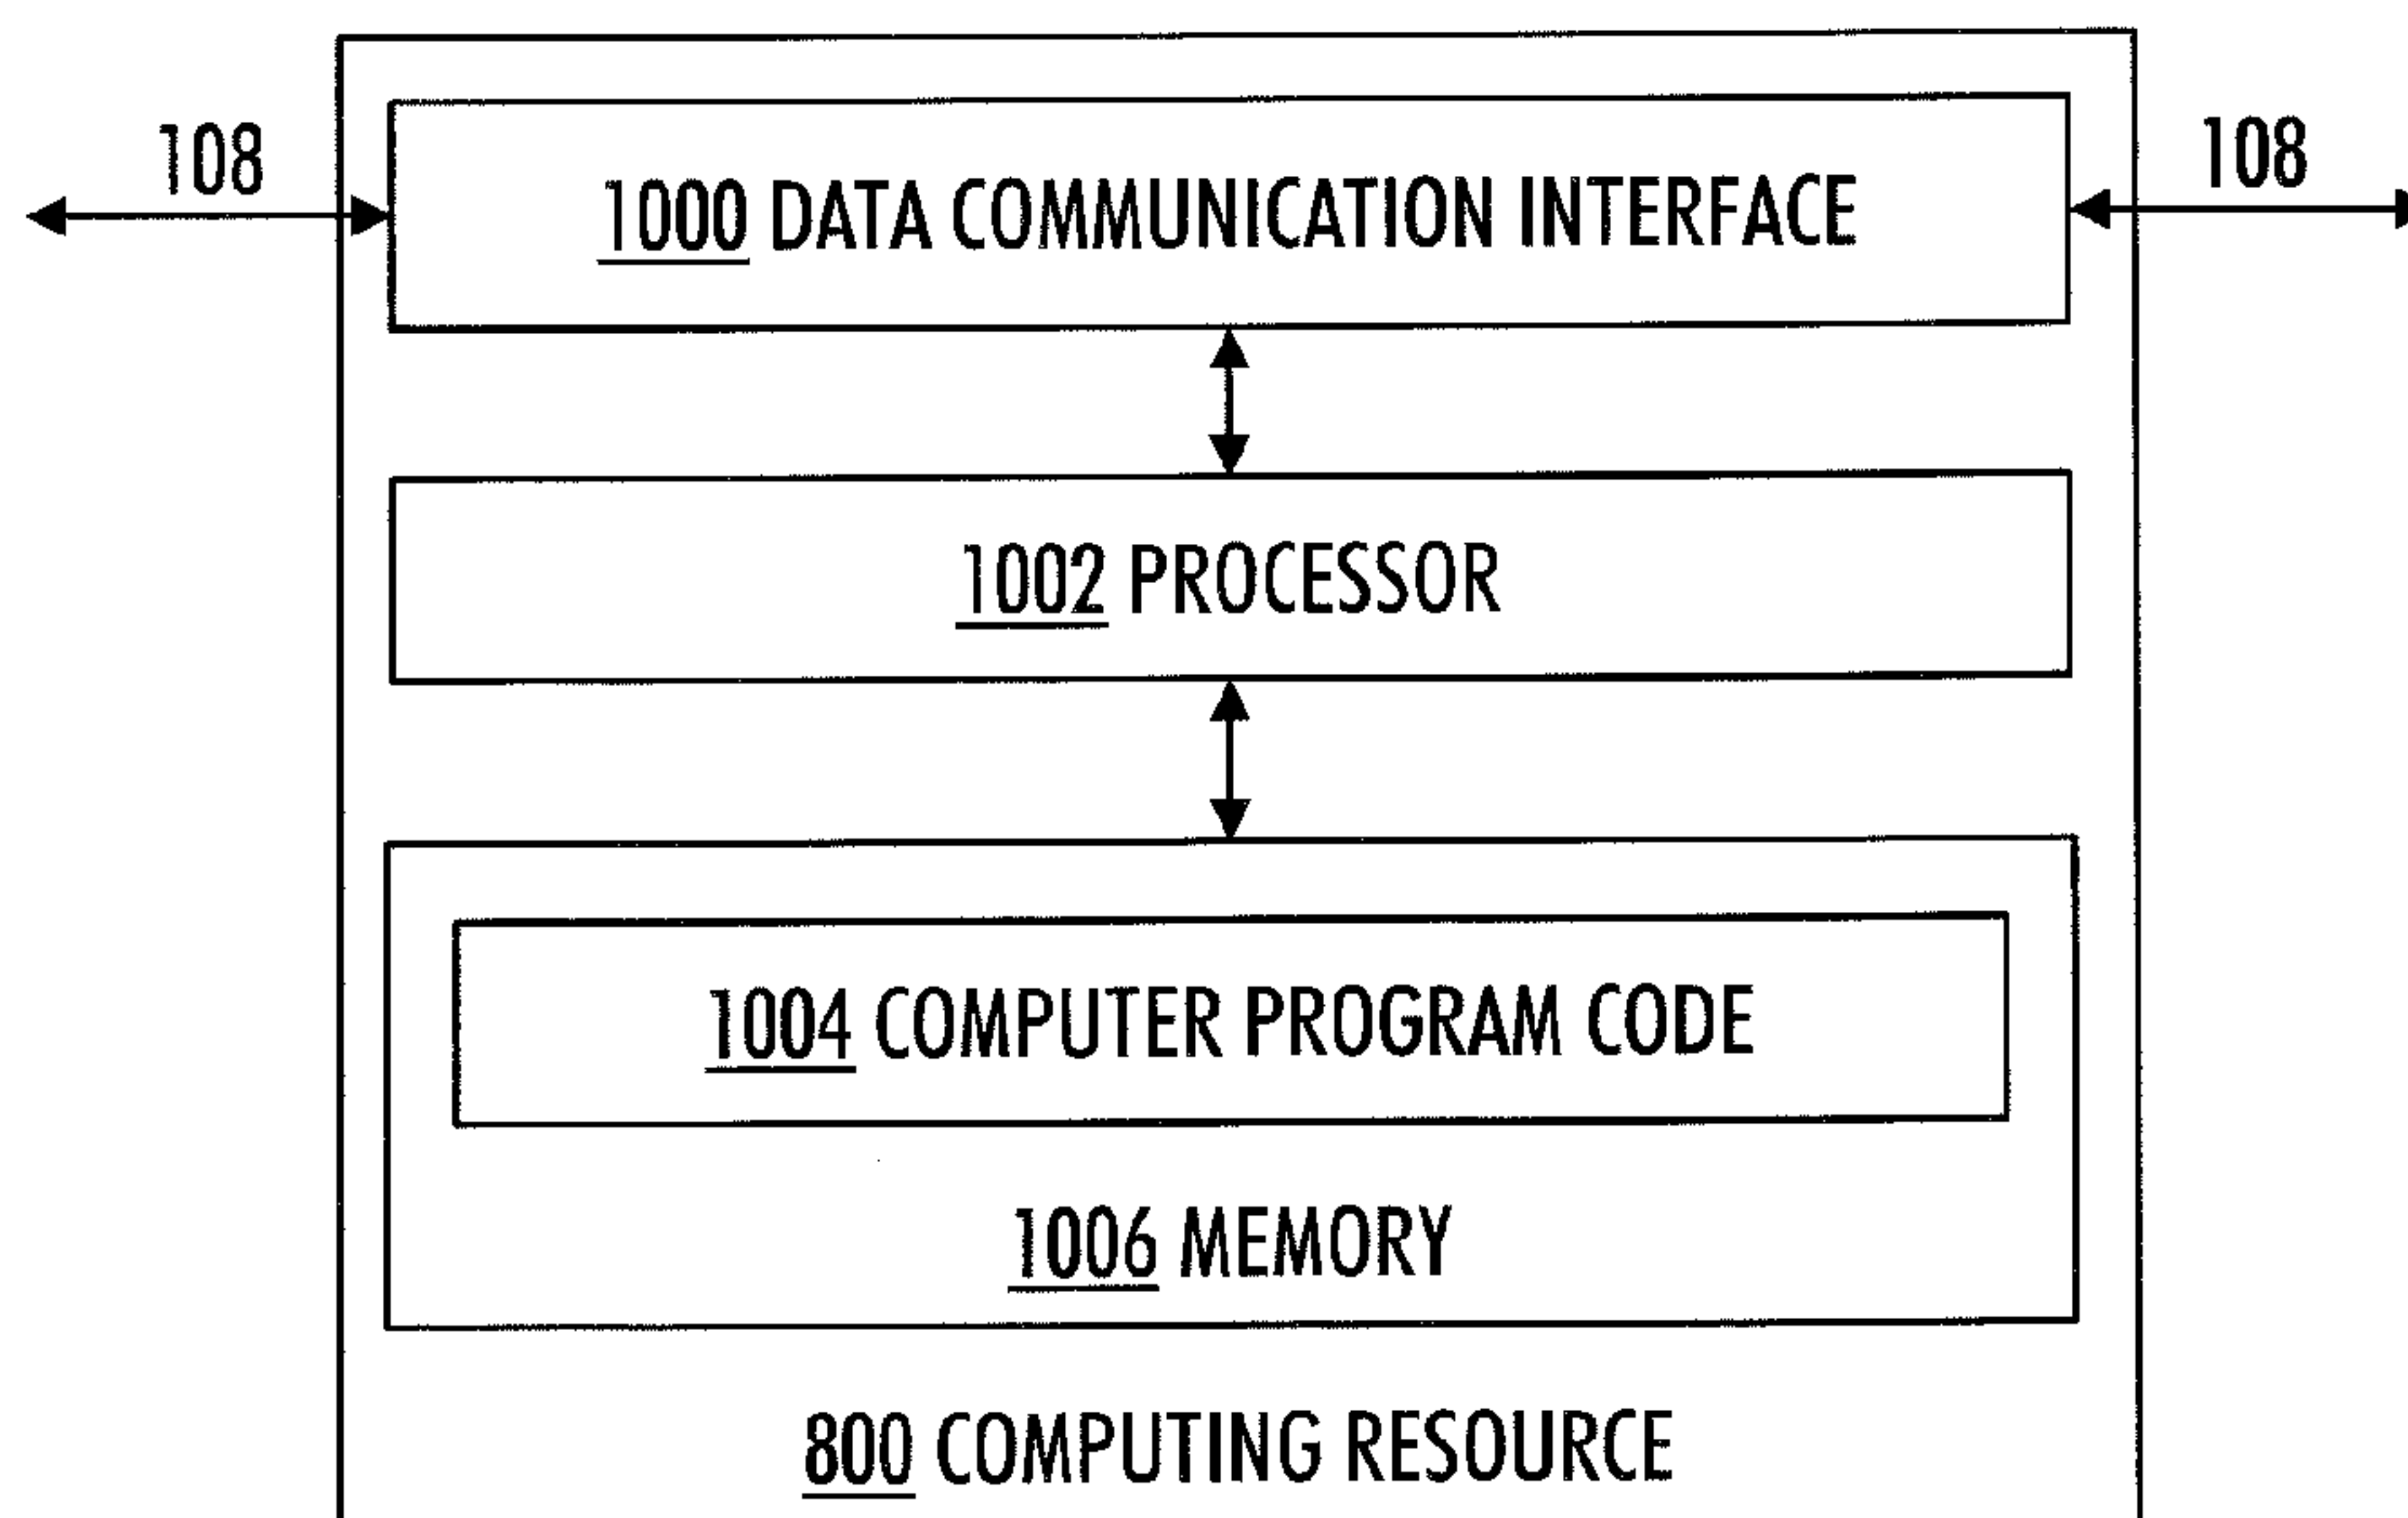 108
108
1000 DATA COMMUNICATION INTERFACE
1002 PROCESSOR
1004 COMPUTER PROGRAM CODE
1006 MEMORY
800 COMPUTING RESOURCE